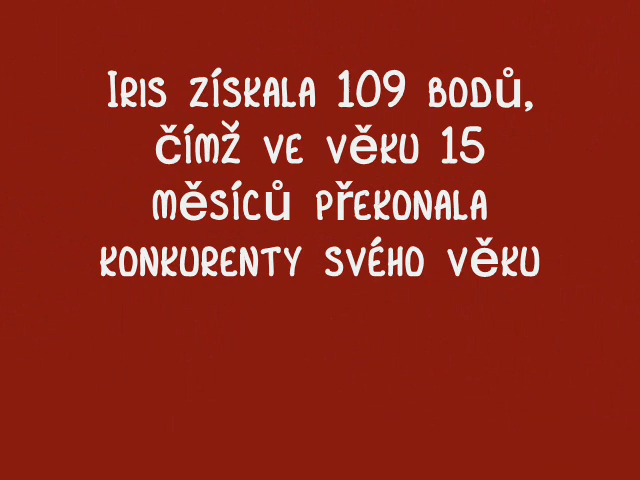 Iris získala 109 bodů,
čímž ve věku 15
měsíců překonala
konkurenty svého věku